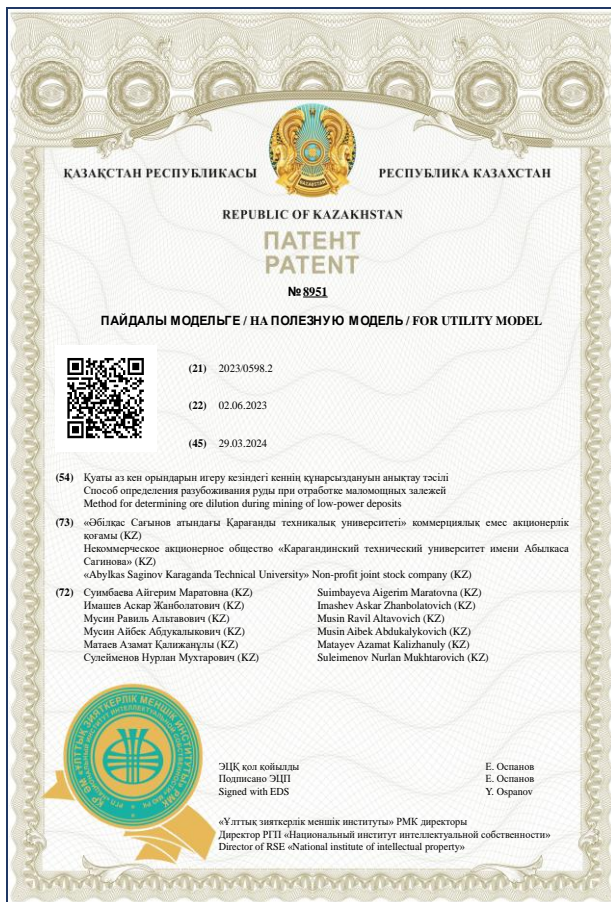 ҚАЗАҚСТАН РЕСПУБЛИКАСЫ
РЕСПУБЛИКА КАЗАХСТАН
REPUBLIC OF KAZAKHSTAN
ПАТЕНТ
PATENT
№ 8951
ПАЙДАЛЫ МОДЕЛЬГЕ / НА ПОЛЕЗНУЮ МОДЕЛЬ / FOR UTILITY MODEL
(21) 2023/0598.2
(22) 02.06.2023
(45) 29.03.2024
(54) Қуаты аз кен орындарын игеру кезіндегі кеннің құнарсыздануын анықтау тәсілі
Способ определения разубоживания руды при отработке маломощных залежей
Method for determining ore dilution during mining of low-power deposits
(73) «Әбілқас Сағынов атындағы Қарағанды техникалық университеті» коммерциялық емес акционерлік
қоғамы (KZ)
Некоммерческое акционерное общество «Карагандинский технический университет имени Абылкаса
Сагинова» (KZ)
«Abylkas Saginov Karaganda Technical University» Non-profit joint stock company (KZ)
(72) Суимбаева Айгерим Маратовна (KZ) Suimbayeva Aigerim Maratovna (KZ)
Имашев Аскар Жанболатович (KZ) Imashev Askar Zhanbolatovich (KZ)
Мусин Равиль Альтавович (KZ) Musin Ravil Altavovich (KZ)
Мусин Айбек Абдукалыкович (KZ) Musin Aibek Abdukalykovich (KZ)
Матаев Азамат Қалижанұлы (KZ) Matayev Azamat Kalizhanuly (KZ)
Сулейменов Нурлан Мухтарович (KZ) Suleimenov Nurlan Mukhtarovich (KZ)
ЭЦҚ қол қойылды Е. Оспанов
Подписано ЭЦП Е. Оспанов
Signed with EDS Y. Ospanov
«Ұлттық зияткерлік меншік институты» РМК директоры
Директор РГП «Национальный институт интеллектуальной собственности»
Director of RSE «National institute of intellectual property»